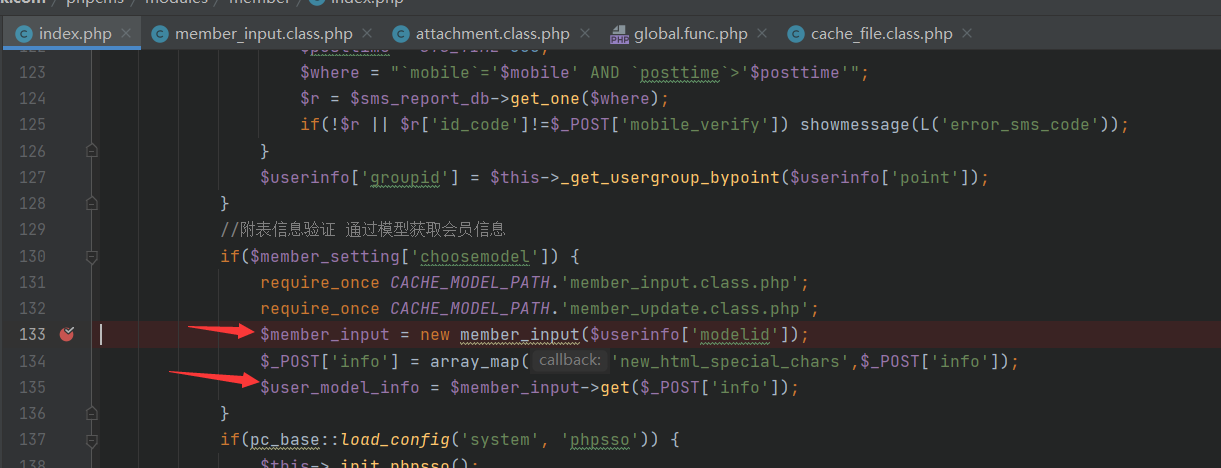 phpcms / modules / member / index.php
index.php × member_input.class.php × attachment.class.php × global.func.php × cache_file.class.php ×
123 $where = "`mobile`='$mobile' AND `posttime`>'$posttime'";
124 $r = $sms_report_db->get_one($where);
125 if(!$r || $r['id_code']!=$_POST['mobile_verify']) showmessage(L('error_sms_code'));
126 }
127 $userinfo['groupid'] = $this->_get_usergroup_bypoint($userinfo['point']);
128 }
129 //附表信息验证 通过模型获取会员信息
130 if($member_setting['choosemodel']) {
131 require_once CACHE_MODEL_PATH.'member_input.class.php';
132 require_once CACHE_MODEL_PATH.'member_update.class.php';
133 $member_input = new member_input($userinfo['modelid']);
134 $_POST['info'] = array_map( callback: 'new_html_special_chars',$_POST['info']);
135 $user_model_info = $member_input->get($_POST['info']);
136 }
137 if(pc_base::load_config('system', 'phpsso')) {
138 $this->_init_phpsso();